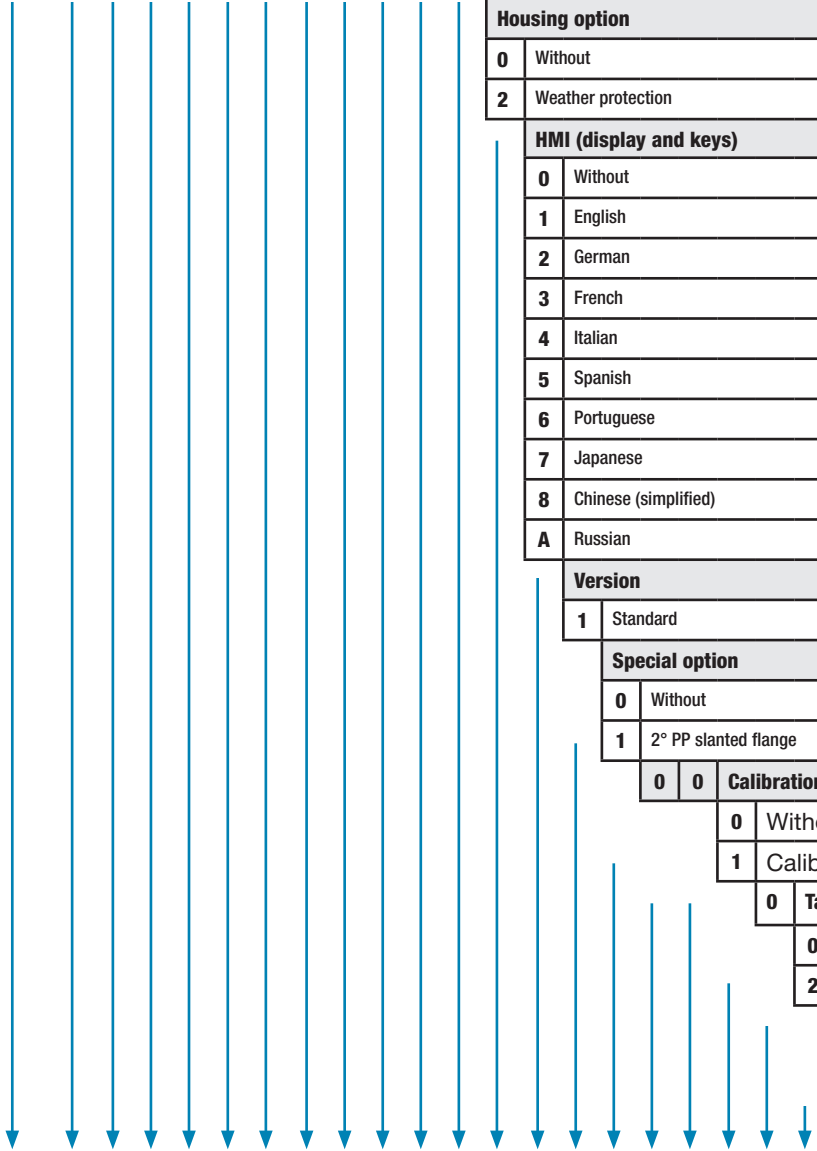 Housing option
0 Without
2 Weather protection
HMI (display and keys)
0 Without
1 English
2 German
3 French
4 Italian
5 Spanish
6 Portuguese
7 Japanese
8 Chinese (simplified)
A Russian
Version
1 Standard
Special option
0 Without
1 2° PP slanted flange
0 0
0
1
0
0
2